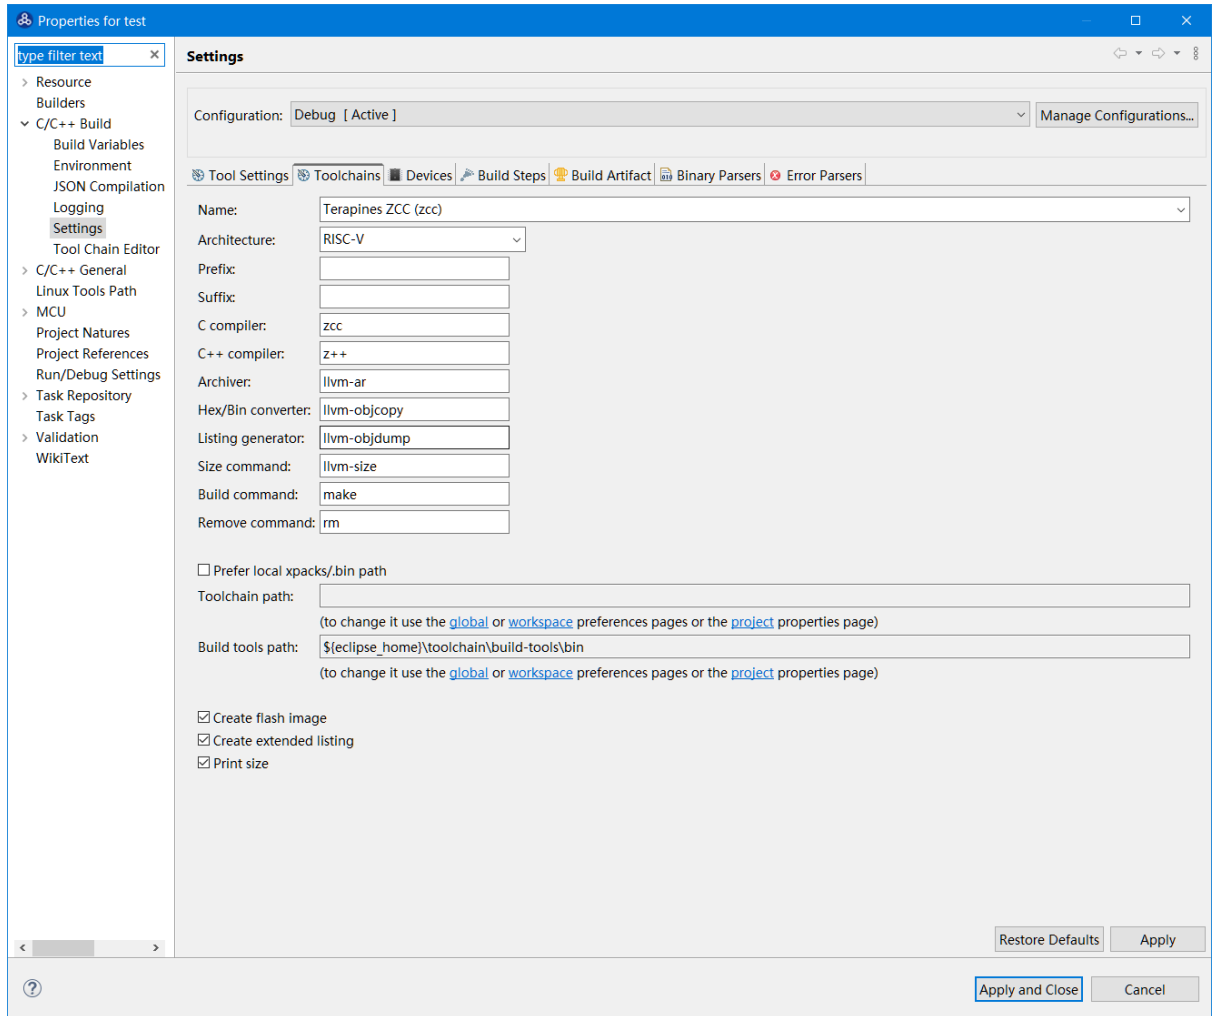 Properties for test
type filter text
Resource
Builders
C/C++ Build
Build Variables
Environment
JSON Compilation
Logging
Settings
Tool Chain Editor
C/C++ General
Linux Tools Path
MCU
Project Natures
Project References
Run/Debug Settings
Task Repository
Task Tags
Validation
WikiText
Settings
Configuration: Debug [ Active ] Manage Configurations...
Tool Settings Toolchains Devices Build Steps Build Artifact Binary Parsers Error Parsers
Name: Terapines ZCC (zcc)
Architecture: RISC-V
Prefix:
Suffix:
C compiler: zcc
C++ compiler: z++
Archiver: llvm-ar
Hex/Bin converter: llvm-objcopy
Listing generator: llvm-objdump
Size command: llvm-size
Build command: make
Remove command: rm
Prefer local xpacks/.bin path
Toolchain path:
(to change it use the global or workspace preferences pages or the project properties page)
Build tools path: ${eclipse_home}\toolchain\build-tools\bin
(to change it use the global or workspace preferences pages or the project properties page)
Create flash image
Create extended listing
Print size
Restore Defaults Apply
Apply and Close Cancel